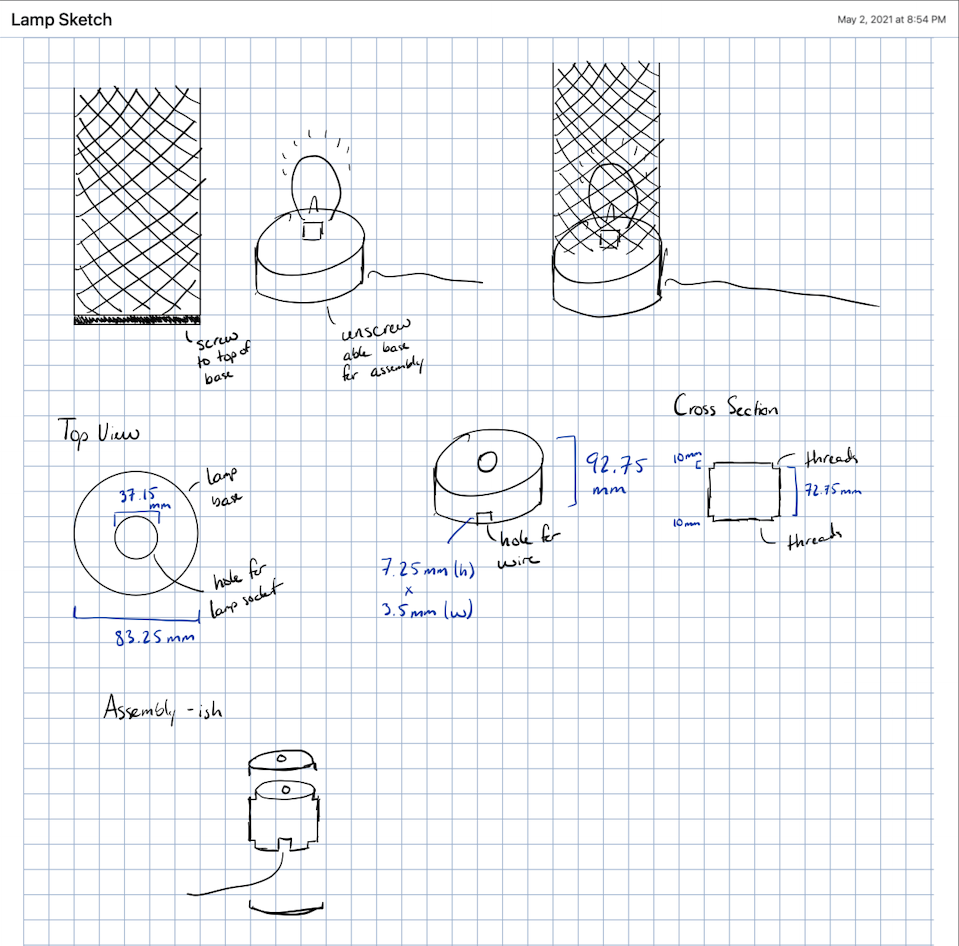 Lamp Sketch
May 2, 2021 at 8:54 PM
screw
to top of
base
unscrew
able base
for assembly
Top View
37.15
mm
lamp
base
hole for
lamp socket
83.25 mm
92.75
mm
hole for
wire
7.25 mm (h)
x
3.5 mm (w)
Cross Section
10mm
threads
72.75 mm
10mm
threads
Assembly -ish